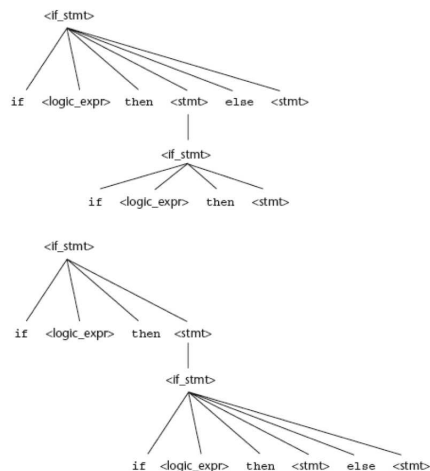 <if_stmt>
if <logic_expr> then <stmt> else <stmt>
<if_stmt>
if <logic_expr> then <stmt>
<if_stmt>
if <logic_expr> then <stmt>
<if_stmt>
if <logic_expr> then <stmt> else <stmt>